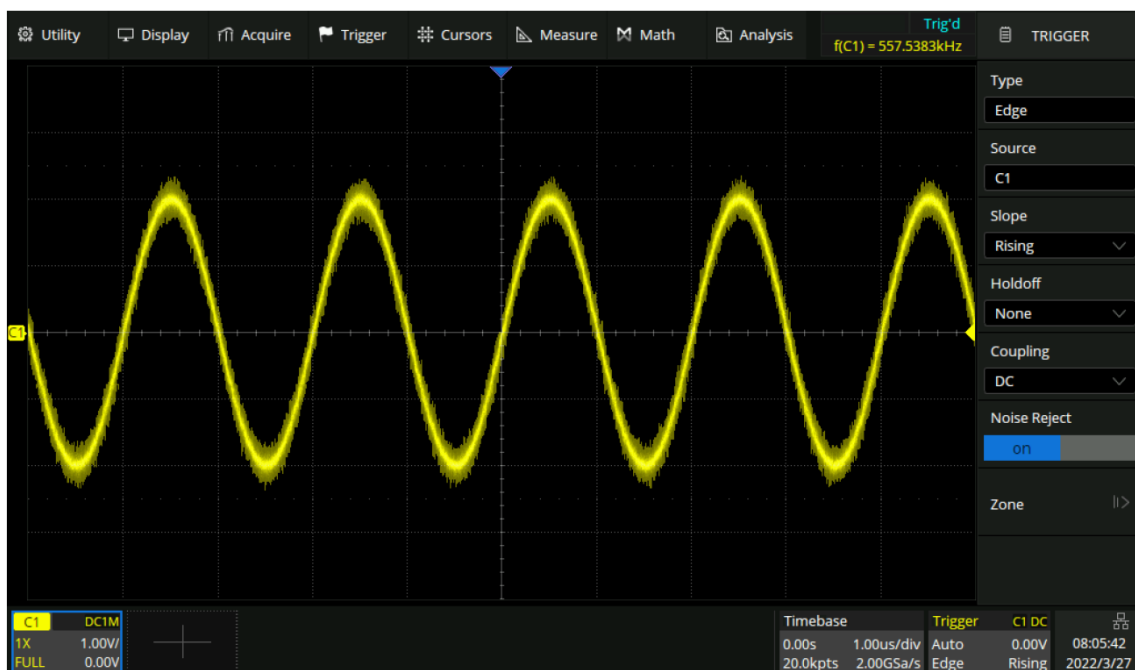 Utility Display Acquire Trigger Cursors Measure Math Analysis
Trig'd
f(C1) = 557.5383kHz
TRIGGER
Type
Edge
Source
C1
Slope
Rising
Holdoff
None
Coupling
DC
Noise Reject
on
Zone
C1
C1 DC1M
1X 1.00V/
FULL 0.00V
Timebase
0.00s 1.00us/div
20.0kpts 2.00GSa/s
Trigger C1 DC
Auto 0.00V
Edge Rising
08:05:42
2022/3/27